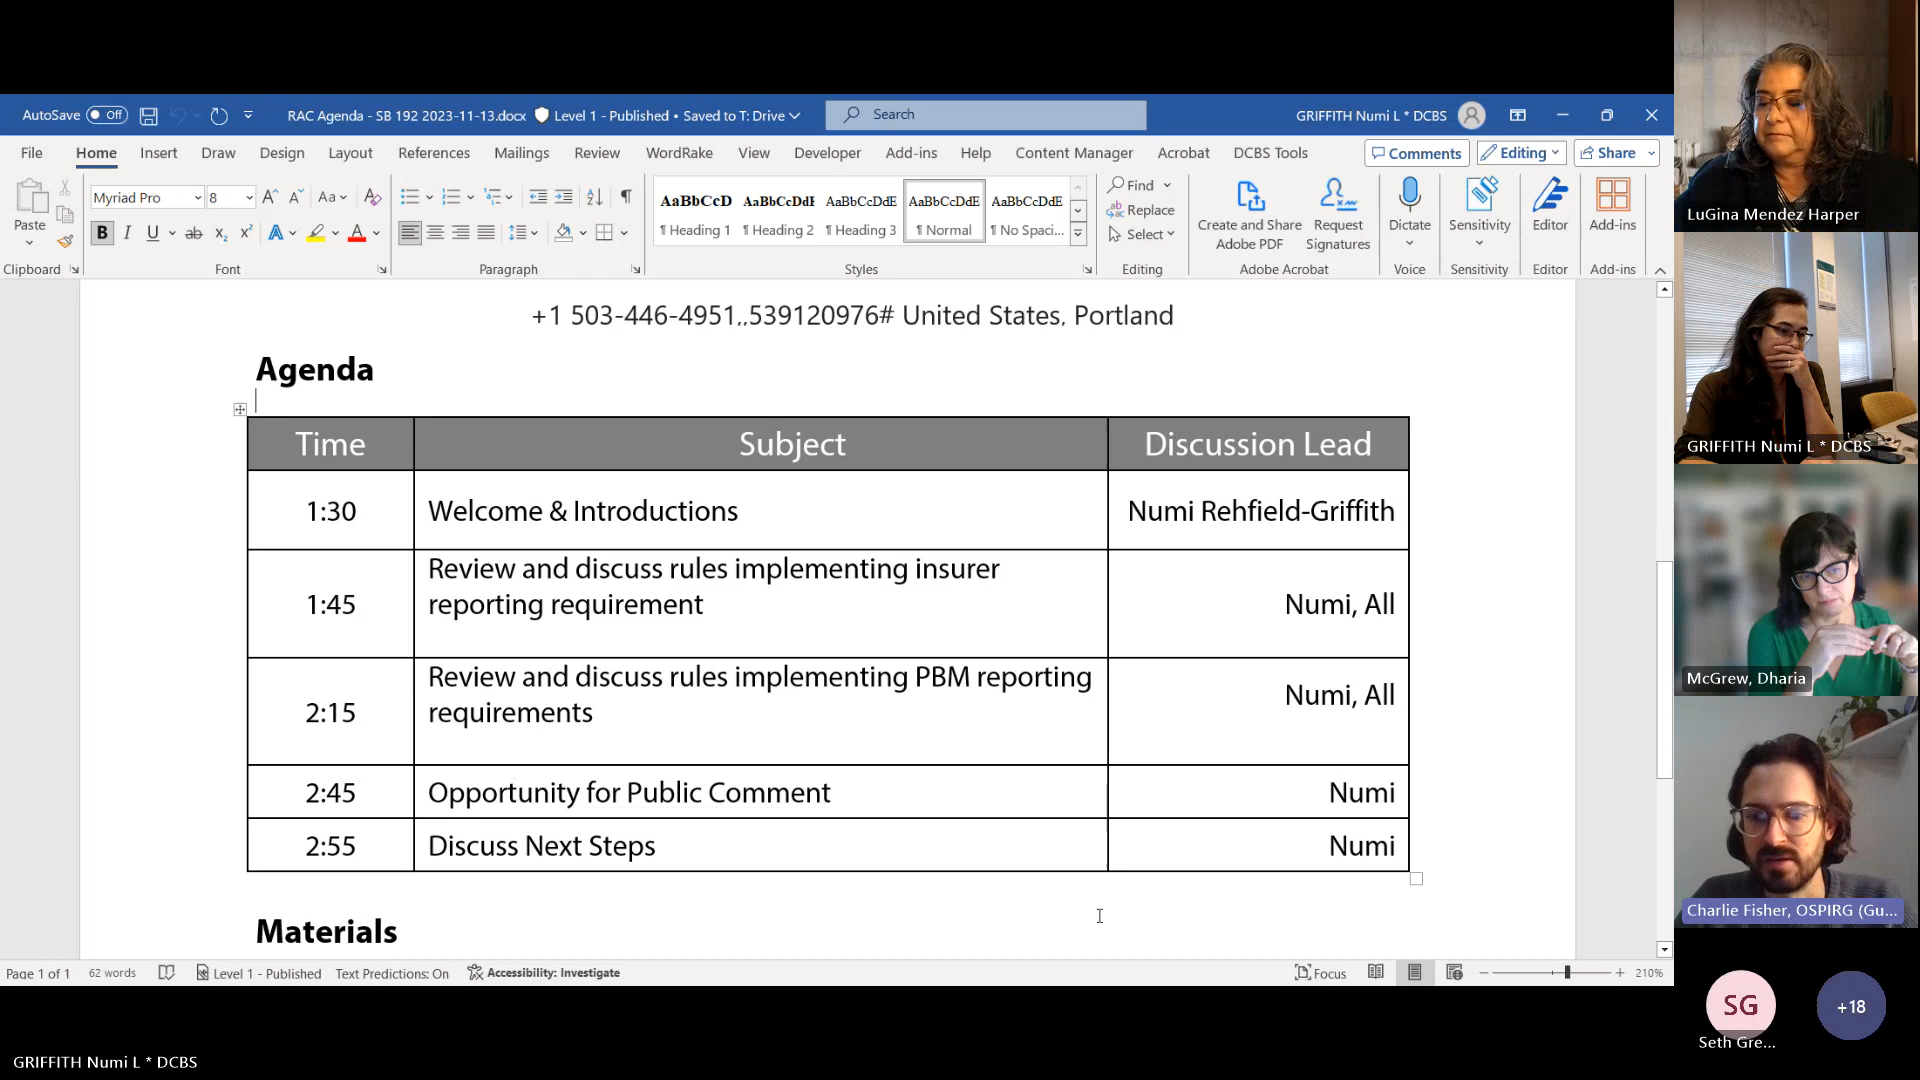 AutoSave Off RAC Agenda - SB 192 2023-11-13.docx Level 1 - Published • Saved to T: Drive Search GRIFFITH Numi L * DCBS
File Home Insert Draw Design Layout References Mailings Review WordRake View Developer Add-ins Help Content Manager Acrobat DCBS Tools Comments Editing Share
Paste
Clipboard
Myriad Pro 8
Font
Paragraph
AaBbCcD AaBbCcDdE AaBbCcDdE AaBbCcDdE AaBbCcDdE
¶ Heading 1 ¶ Heading 2 ¶ Heading 3 ¶ Normal ¶ No Spaci...
Styles
Find
Replace
Select
Editing
Create and Share Adobe PDF
Request Signatures
Adobe Acrobat
Dictate
Voice
Sensitivity
Sensitivity
Editor
Editor
Add-ins
Add-ins
+1 503-446-4951,,539120976# United States, Portland
Agenda
Time Subject Discussion Lead
1:30 Welcome & Introductions Numi Rehfield-Griffith
1:45 Review and discuss rules implementing insurer
reporting requirement Numi, All
2:15 Review and discuss rules implementing PBM reporting
requirements Numi, All
2:45 Opportunity for Public Comment Numi
2:55 Discuss Next Steps Numi
Materials
Page 1 of 1 62 words Level 1 - Published Text Predictions: On Accessibility: Investigate Focus 210%
LuGina Mendez Harper
GRIFFITH Numi L * DCBS
McGrew, Dharia
Charlie Fisher, OSPIRG (Gu...
SG
Seth Gre...
+18
GRIFFITH Numi L * DCBS